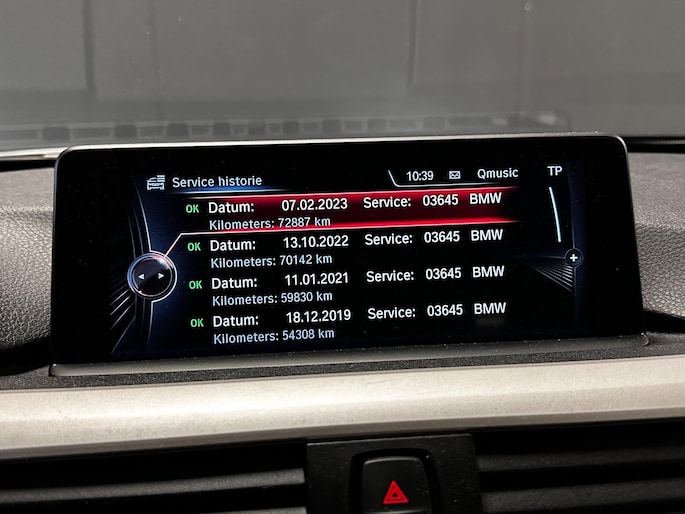 Service historie 10:39 Qmusic TP
OK Datum: 07.02.2023 Service: 03645 BMW
Kilometers: 72887 km
OK Datum: 13.10.2022 Service: 03645 BMW
Kilometers: 70142 km
OK Datum: 11.01.2021 Service: 03645 BMW
Kilometers: 59830 km
OK Datum: 18.12.2019 Service: 03645 BMW
Kilometers: 54308 km